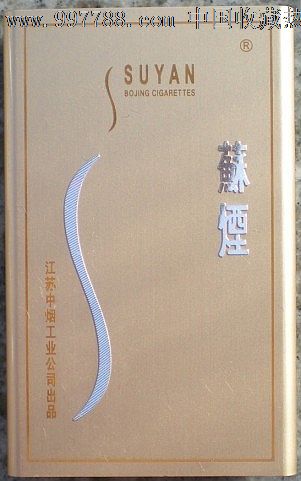 www.997788.com 中国收藏热线
®
SUYAN
BOJING CIGARETTES
蘇煙
江苏中烟工业公司出品